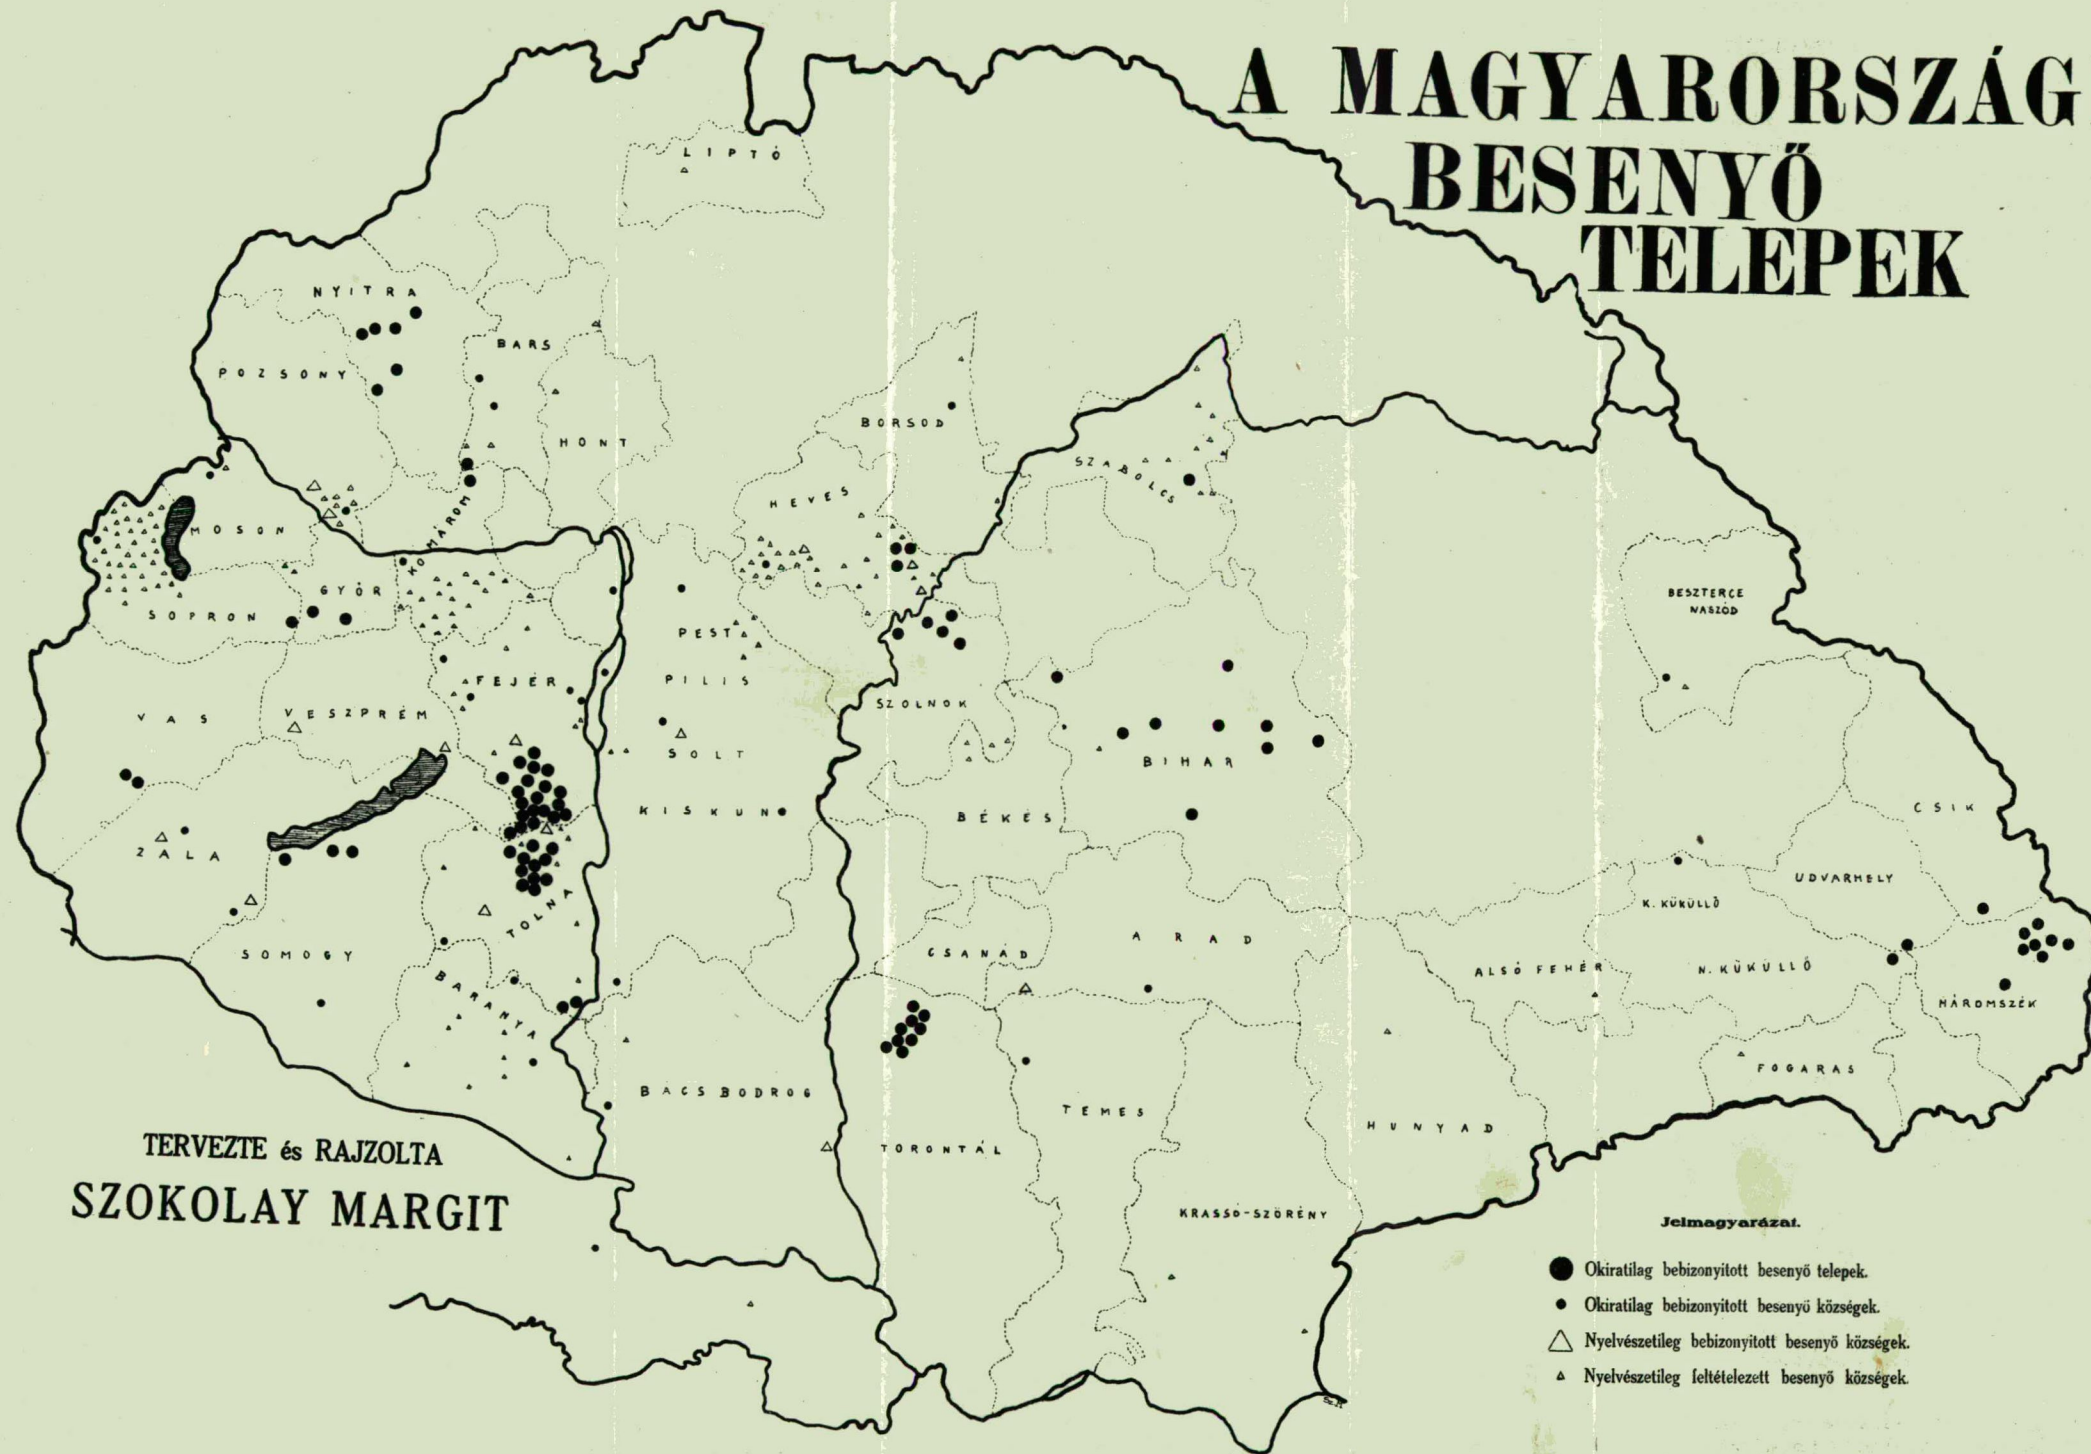 A MAGYARORSZÁG
BESENYŐ
TELEPEK
LIPTÓ
NYITRA
BARS
POZSONY
HONT
BORSOD
HEVES
SZABOLCS
KOMÁROM
MOSON
GYŐR
SOPRON
BESZTERCE
NASZÓD
PEST
PILIS
SOLT
KISKUN
FEJÉR
VAS
VESZPRÉM
SZOLNOK
BIHAR
BÉKÉS
CSIK
ZALA
UDVARHELY
K. KÜKÜLLŐ
TOLNA
SOMOGY
CSANÁD
ARAD
ALSÓ FEHÉR
N. KÜKÜLLŐ
BARANYA
HÁROMSZÉK
FOGARAS
BÁCS BODROG
TEMES
HUNYAD
TORONTÁL
KRASSÓ-SZÖRÉNY
TERVEZTE és RAJZOLTA
SZOKOLAY MARGIT
Jelmagyarázat.
Okiratilag bebizonyitott besenyő telepek.
Okiratilag bebizonyitott besenyő községek.
Nyelvészetileg bebizonyitott besenyő községek.
Nyelvészetileg feltételezett besenyő községek.